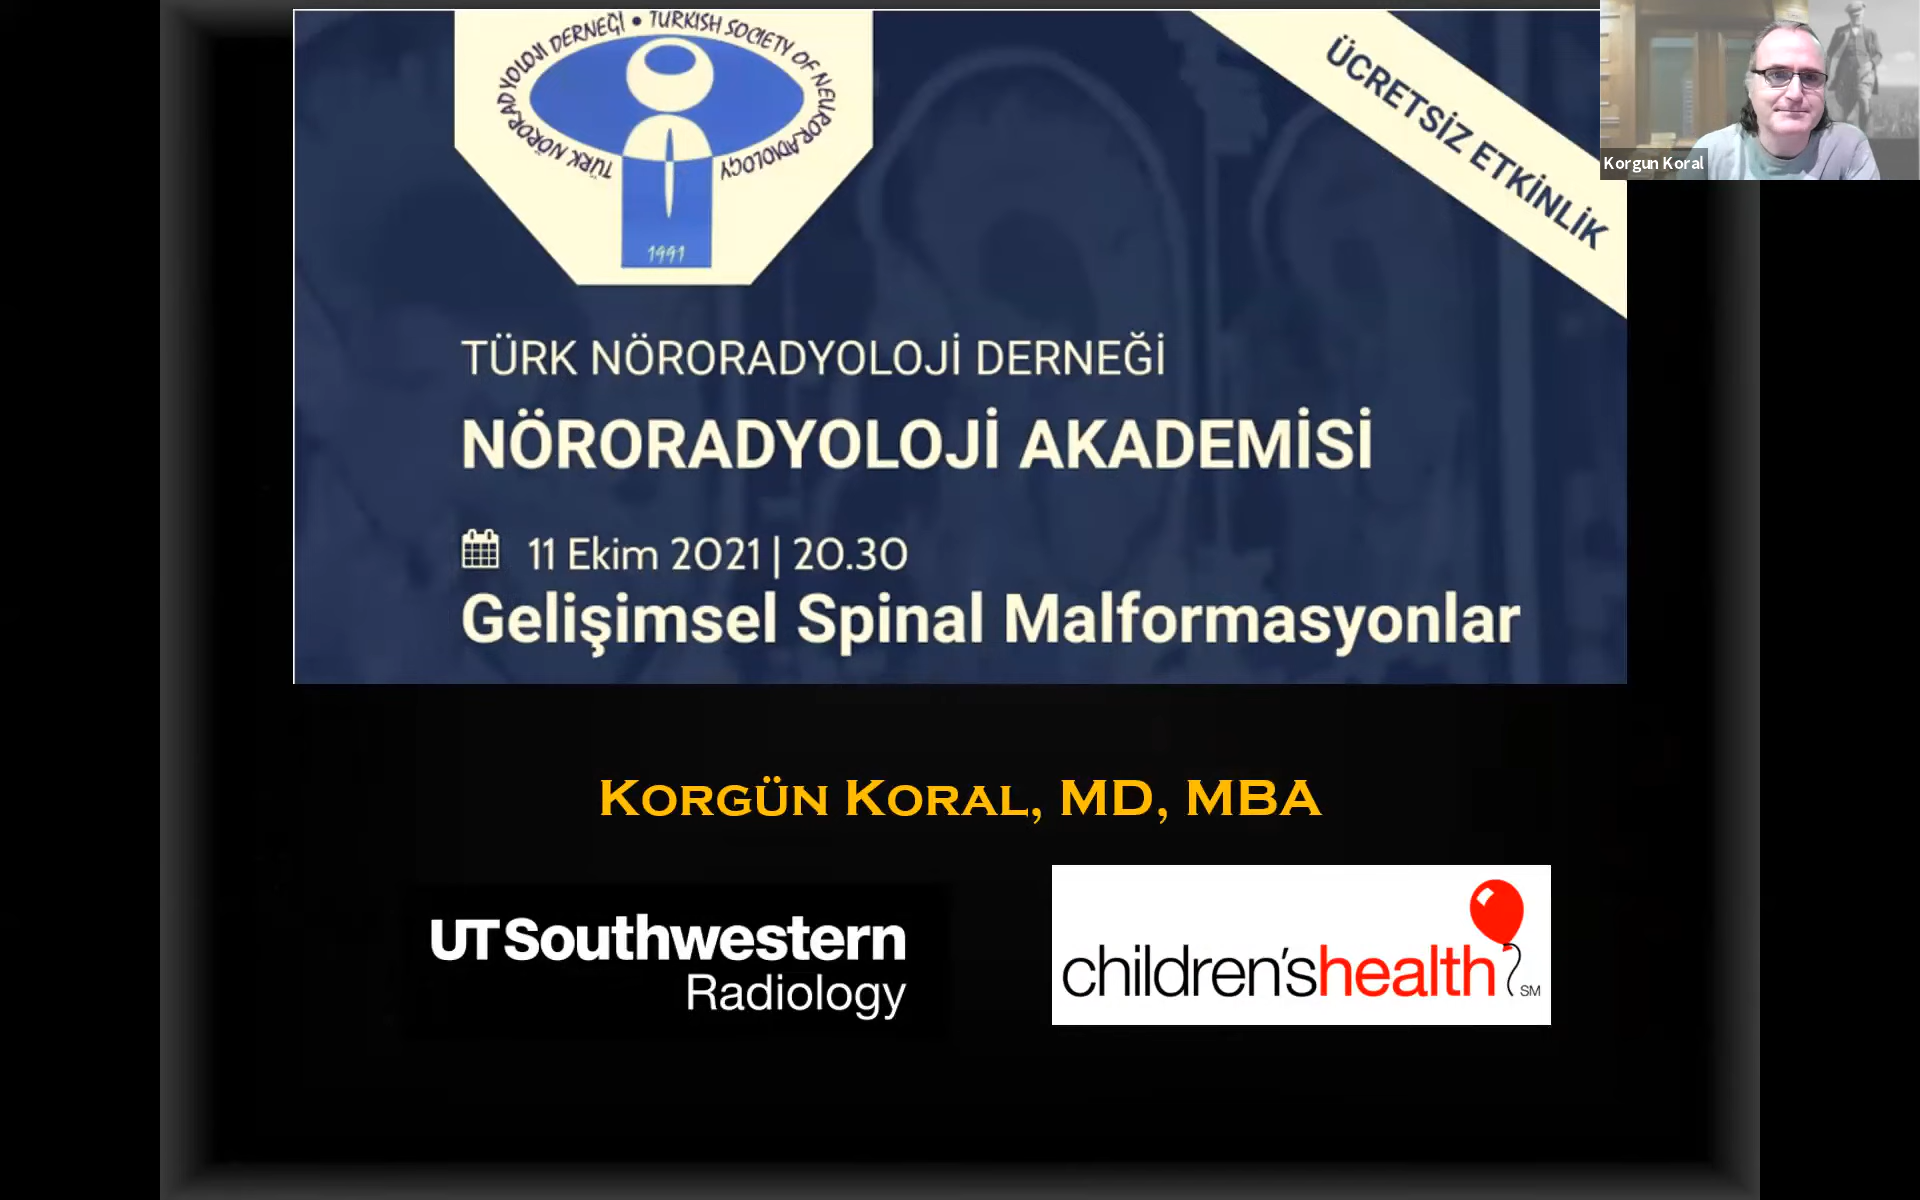 TÜRK NÖRORADYOLOJI DERNEĞI • TURKISH SOCIETY OF NEURORADIOLOGY
1991
ÜCRETSİZ ETKİNLİK
Korgun Koral
TÜRK NÖRORADYOLOJİ DERNEĞİ
NÖRORADYOLOJİ AKADEMİSİ
11 Ekim 2021 | 20.30
Gelişimsel Spinal Malformasyonlar
KORGÜN KORAL, MD, MBA
UTSouthwestern
Radiology
children'shealth SM